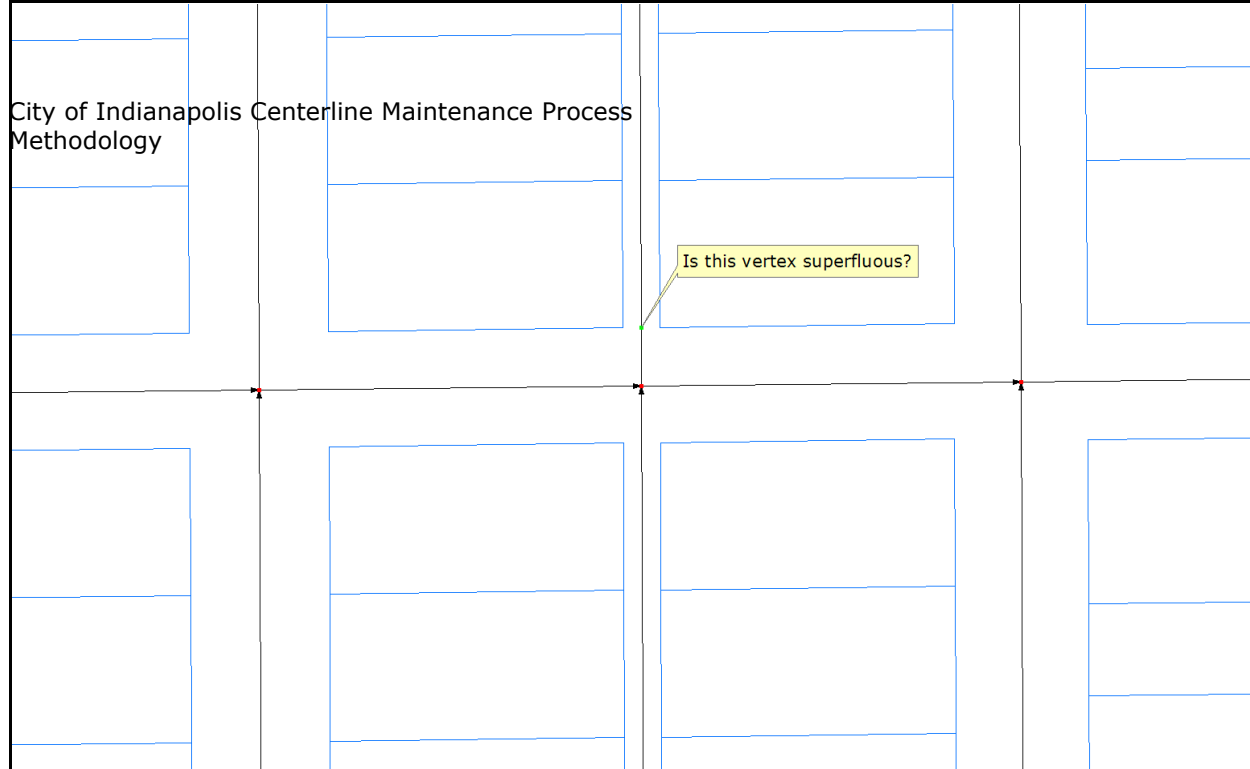 City of Indianapolis Centerline Maintenance Process
Methodology
Is this vertex superfluous?